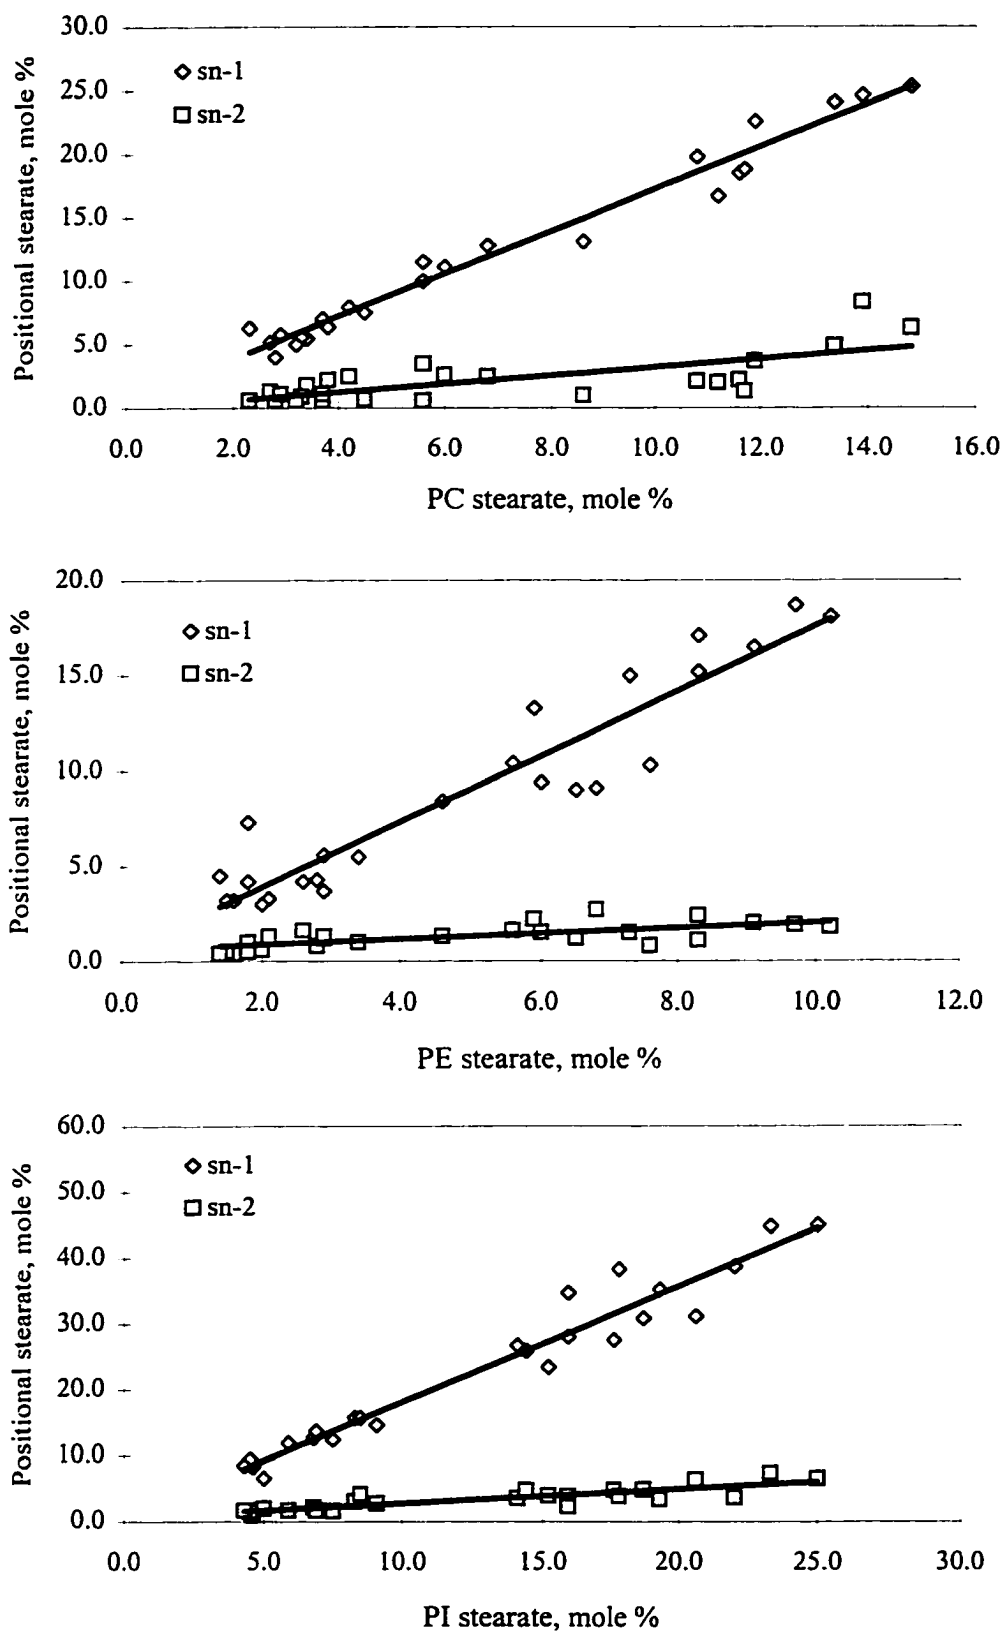 30.0
sn-1
25.0
sn-2
20.0
15.0
10.0
5.0
0.0
Positional stearate, mole %
0.0 2.0 4.0 6.0 8.0 10.0 12.0 14.0 16.0
PC stearate, mole %
20.0
sn-1
sn-2
15.0
10.0
5.0
0.0
Positional stearate, mole %
0.0 2.0 4.0 6.0 8.0 10.0 12.0
PE stearate, mole %
60.0
sn-1
50.0
sn-2
40.0
30.0
20.0
10.0
0.0
Positional stearate, mole %
0.0 5.0 10.0 15.0 20.0 25.0 30.0
PI stearate, mole %